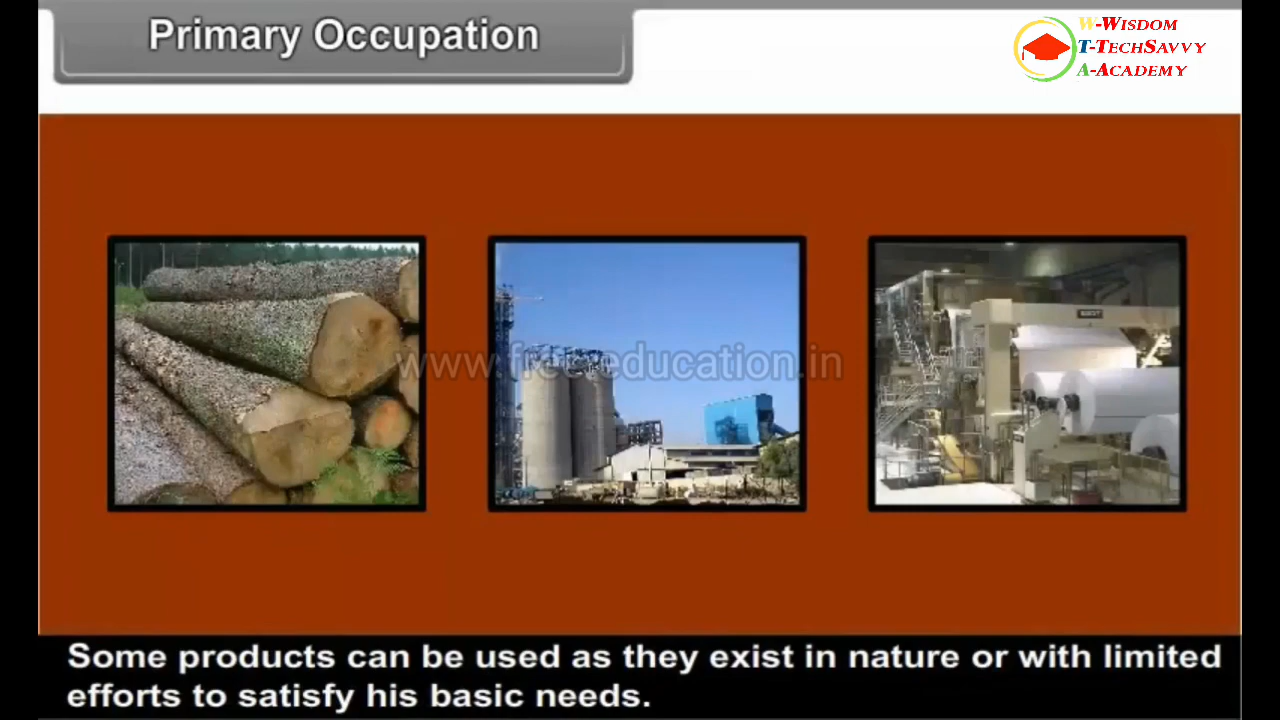 Primary Occupation
W-Wisdom
T-TechSavvy
A-Academy
www.freeeducation.in
Some products can be used as they exist in nature or with limited
efforts to satisfy his basic needs.